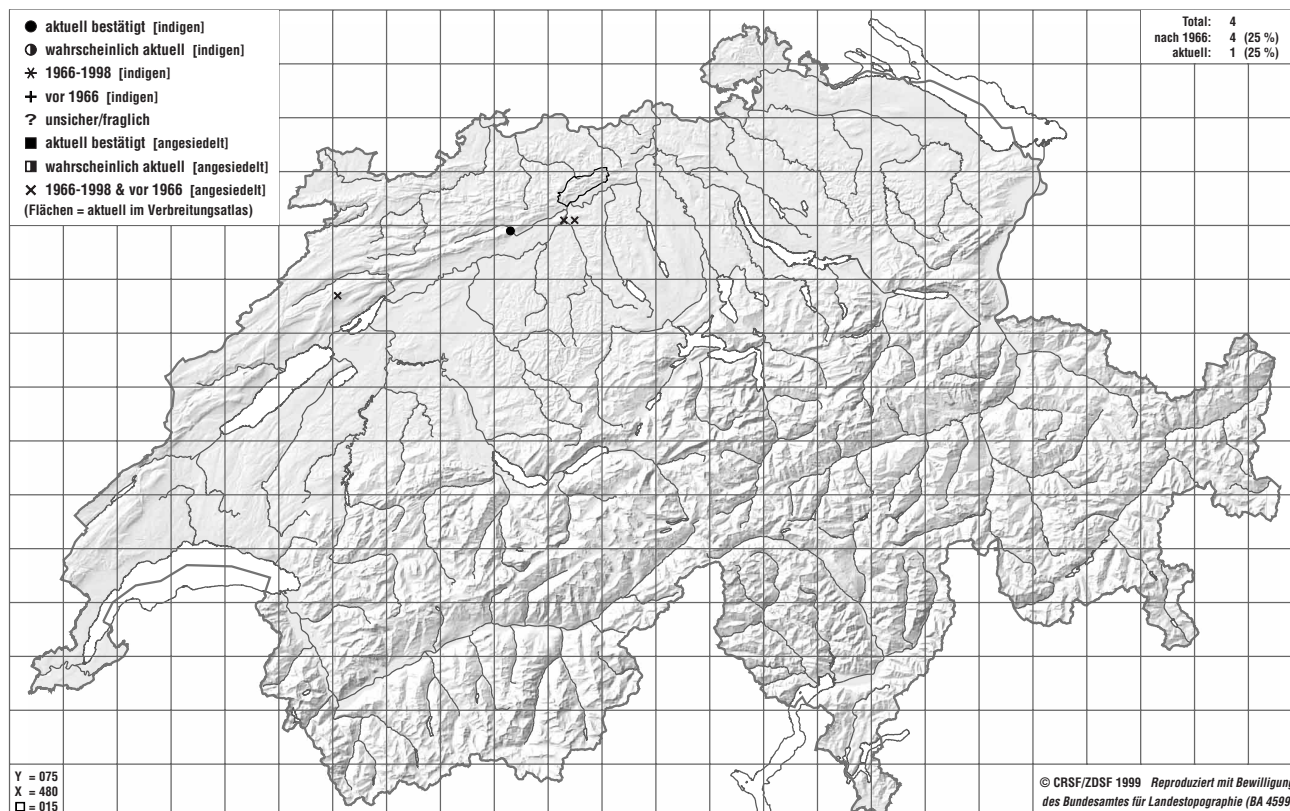 ● aktuell bestätigt [indigen]
◑ wahrscheinlich aktuell [indigen]
✳ 1966-1998 [indigen]
+ vor 1966 [indigen]
? unsicher/fraglich
■ aktuell bestätigt [angesiedelt]
◨ wahrscheinlich aktuell [angesiedelt]
× 1966-1998 & vor 1966 [angesiedelt]
(Flächen = aktuell im Verbreitungsatlas)
Total: 4
nach 1966: 4 (25 %)
aktuell: 1 (25 %)
Y = 075
X = 480
□ = 015
© CRSF/ZDSF 1999 Reproduziert mit Bewilligung
des Bundesamtes für Landestopographie (BA 4599